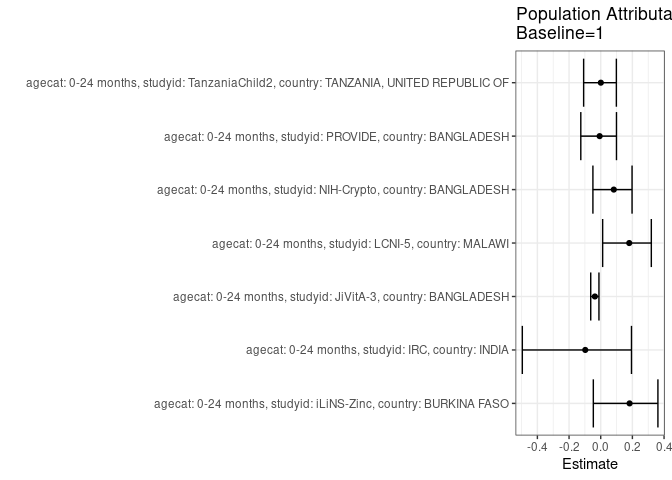 Population Attributa
Baseline=1
agecat: 0-24 months, studyid: TanzaniaChild2, country: TANZANIA, UNITED REPUBLIC OF
agecat: 0-24 months, studyid: PROVIDE, country: BANGLADESH
agecat: 0-24 months, studyid: NIH-Crypto, country: BANGLADESH
agecat: 0-24 months, studyid: LCNI-5, country: MALAWI
agecat: 0-24 months, studyid: JiVitA-3, country: BANGLADESH
agecat: 0-24 months, studyid: IRC, country: INDIA
agecat: 0-24 months, studyid: iLiNS-Zinc, country: BURKINA FASO
-0.4 -0.2 0.0 0.2 0.4
Estimate